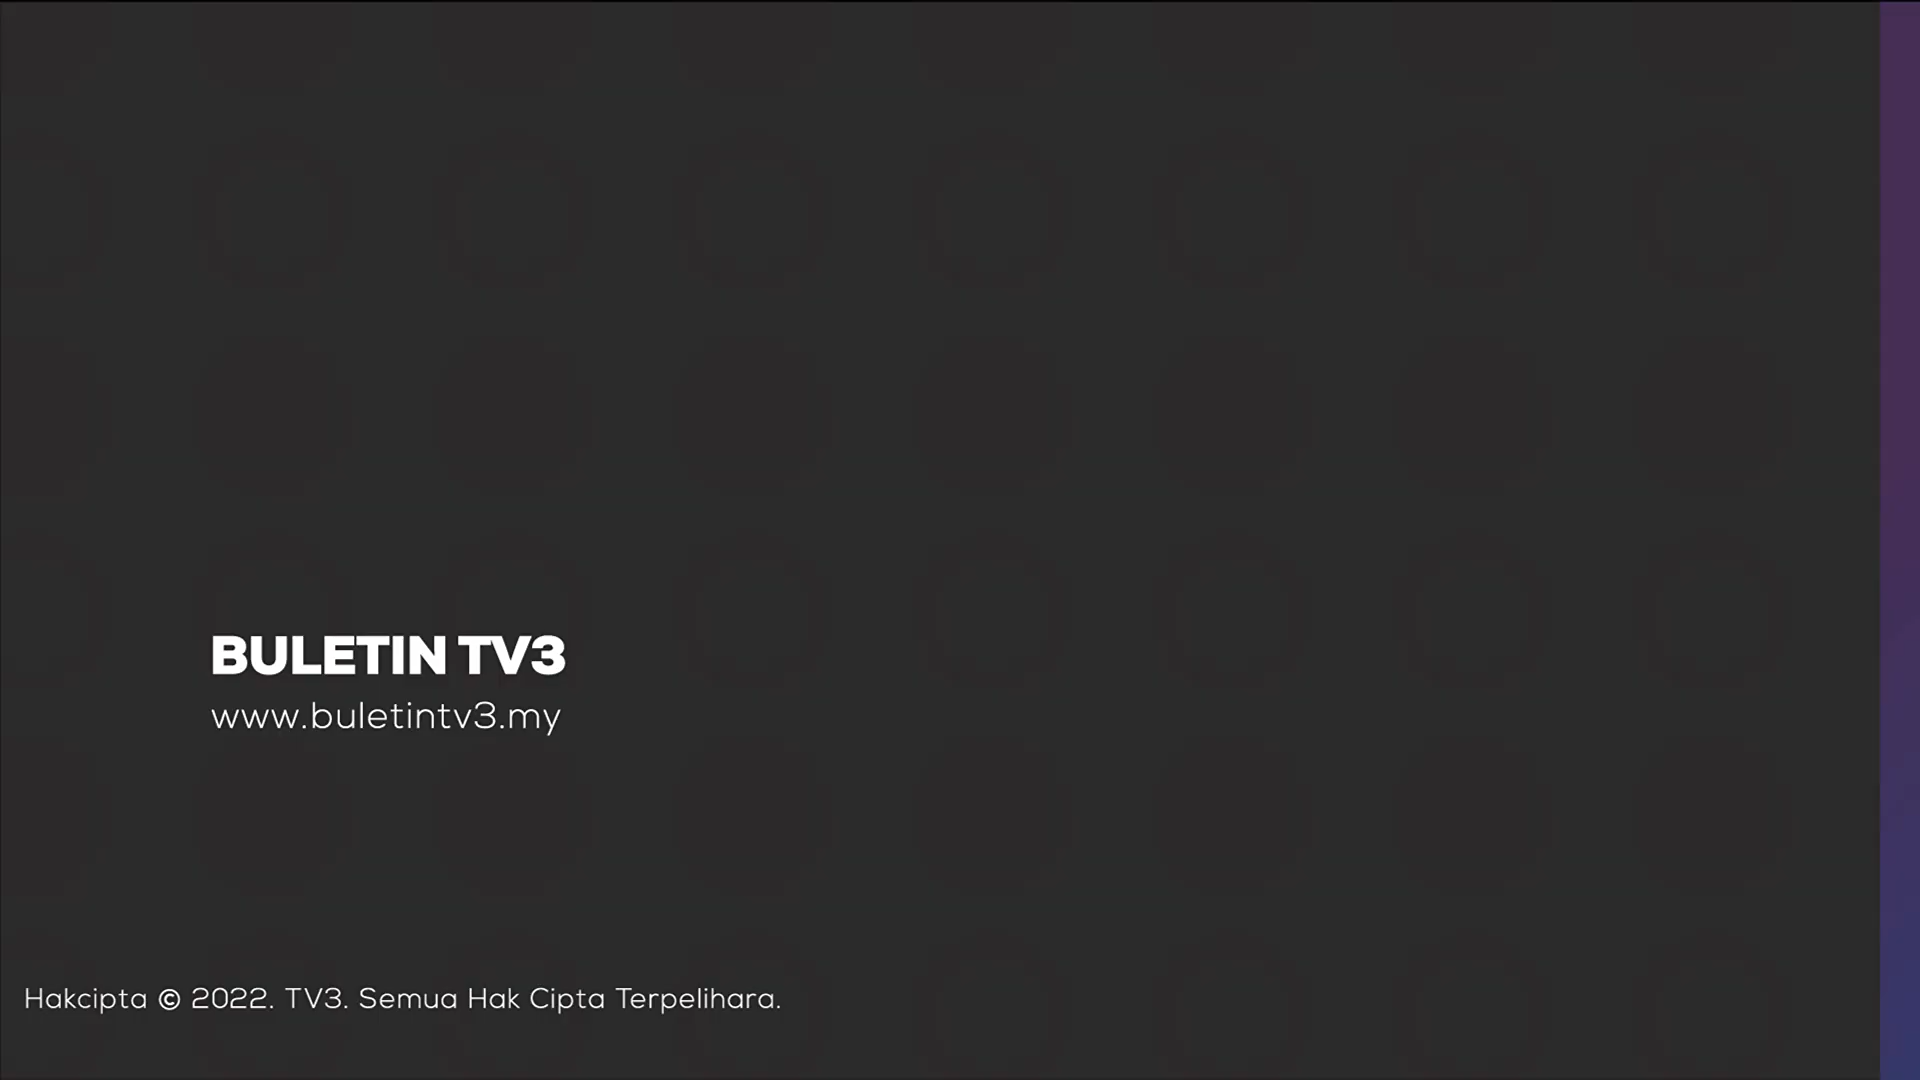 BULETIN TV3
www.buletintv3.my
Hakcipta © 2022. TV3. Semua Hak Cipta Terpelihara.